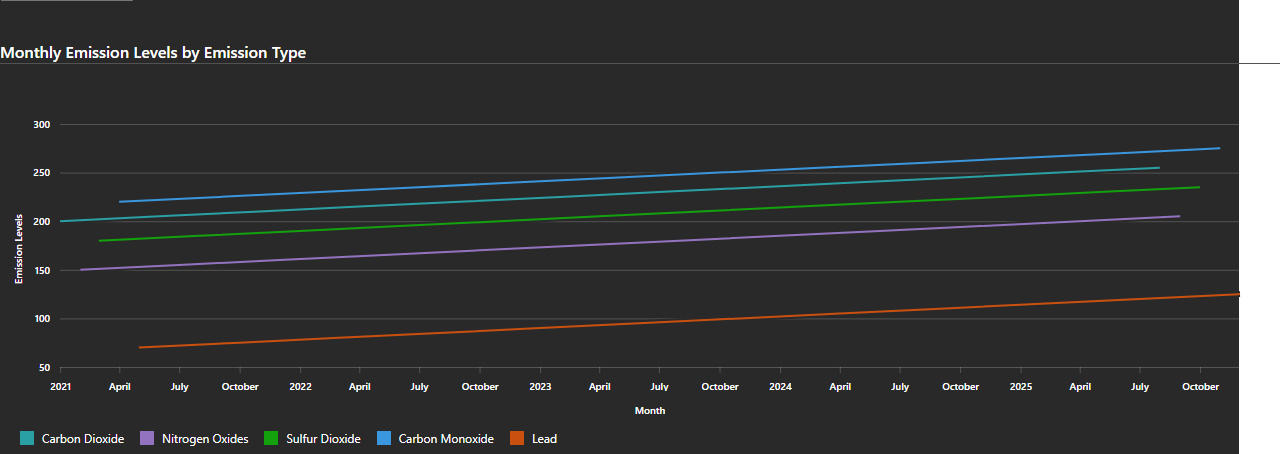 Monthly Emission Levels by Emission Type
300
250
200
150
100
50
Emission Levels
2021 April July October 2022 April July October 2023 April July October 2024 April July October 2025 April July October
Month
Carbon Dioxide Nitrogen Oxides Sulfur Dioxide Carbon Monoxide Lead